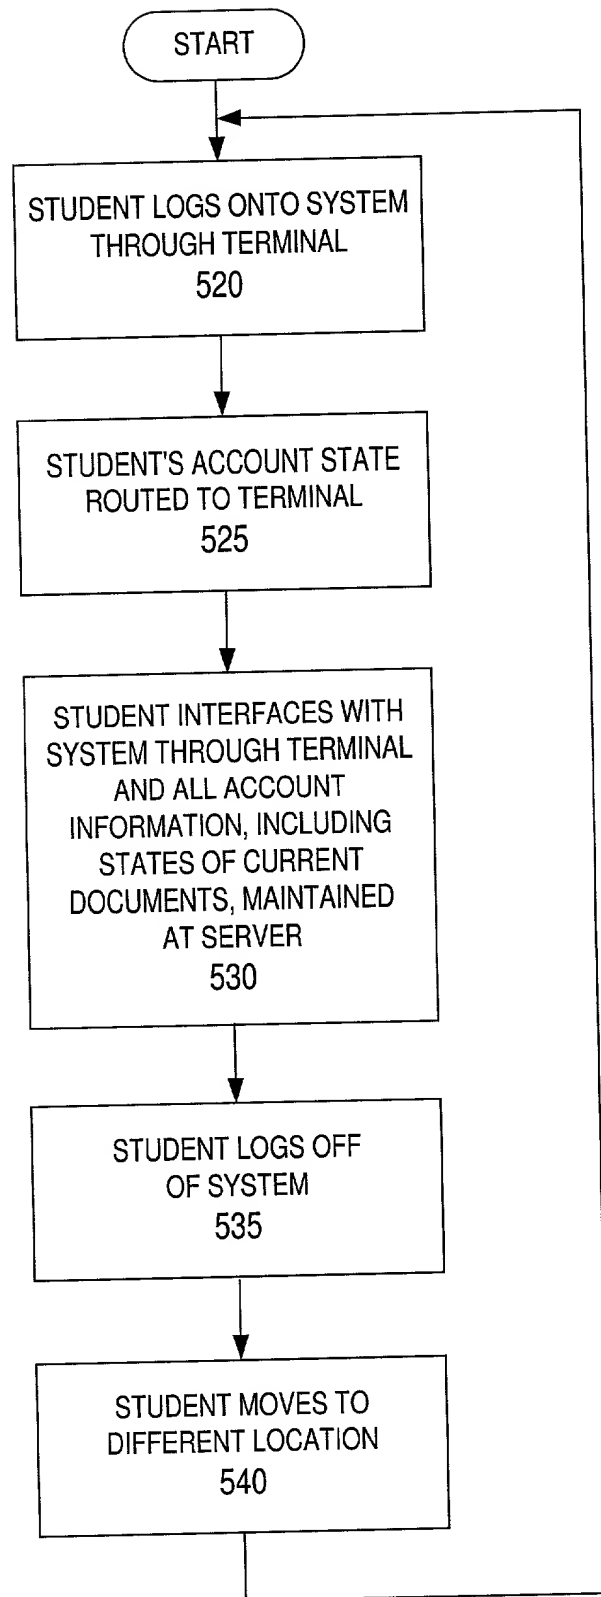 START
STUDENT LOGS ONTO SYSTEM
THROUGH TERMINAL
520
STUDENT'S ACCOUNT STATE
ROUTED TO TERMINAL
525
STUDENT INTERFACES WITH
SYSTEM THROUGH TERMINAL
AND ALL ACCOUNT
INFORMATION, INCLUDING
STATES OF CURRENT
DOCUMENTS, MAINTAINED
AT SERVER
530
STUDENT LOGS OFF
OF SYSTEM
535
STUDENT MOVES TO
DIFFERENT LOCATION
540